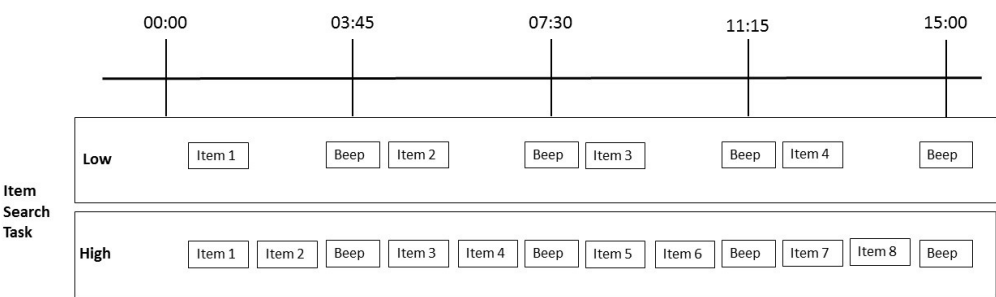 00:00 03:45 07:30 11:15 15:00
Low
Item 1 Beep Item 2 Beep Item 3 Beep Item 4 Beep
Item
Search
Task
High
Item 1 Item 2 Beep Item 3 Item 4 Beep Item 5 Item 6 Beep Item 7 Item 8 Beep